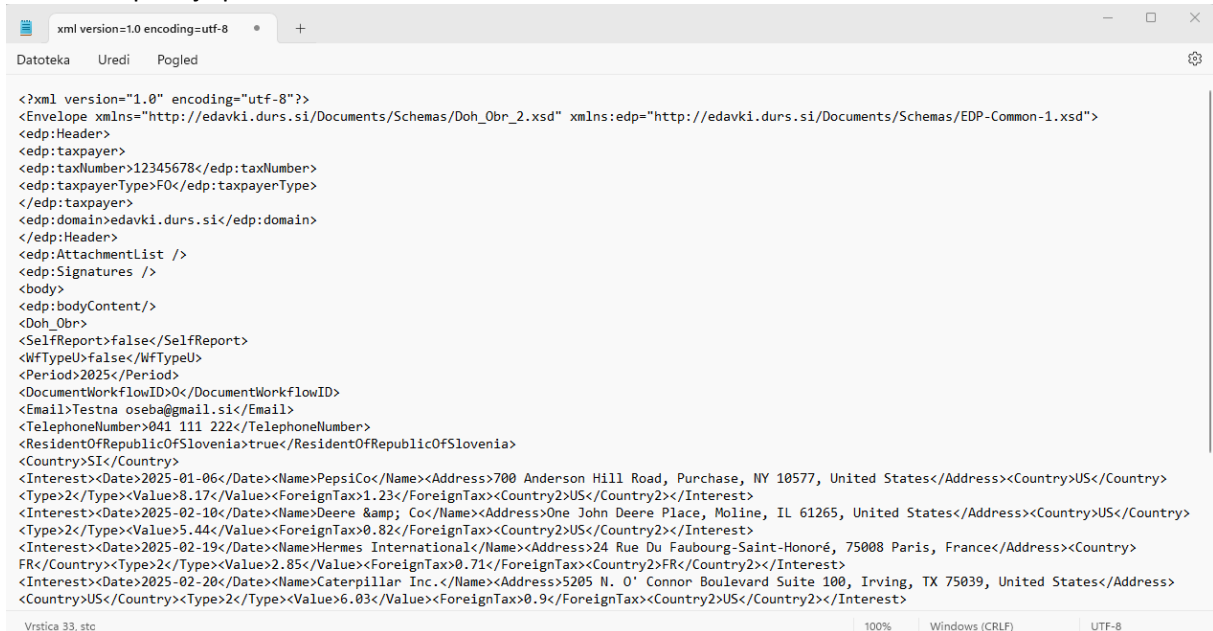 xml version=1.0 encoding=utf-8
Datoteka Uredi Pogled
<?xml version="1.0" encoding="utf-8"?>
<Envelope xmlns="http://edavki.durs.si/Documents/Schemas/Doh_Obr_2.xsd" xmlns:edp="http://edavki.durs.si/Documents/Schemas/EDP-Common-1.xsd">
<edp:Header>
<edp:taxpayer>
<edp:taxNumber>12345678</edp:taxNumber>
<edp:taxpayerType>FO</edp:taxpayerType>
</edp:taxpayer>
<edp:domain>edavki.durs.si</edp:domain>
</edp:Header>
<edp:AttachmentList />
<edp:Signatures />
<body>
<edp:bodyContent/>
<Doh_Obr>
<SelfReport>false</SelfReport>
<WfTypeU>false</WfTypeU>
<Period>2025</Period>
<DocumentWorkflowID>O</DocumentWorkflowID>
<Email>Testna oseba@gmail.si</Email>
<TelephoneNumber>041 111 222</TelephoneNumber>
<ResidentOfRepublicOfSlovenia>true</ResidentOfRepublicOfSlovenia>
<Country>SI</Country>
<Interest><Date>2025-01-06</Date><Name>PepsiCo</Name><Address>700 Anderson Hill Road, Purchase, NY 10577, United States</Address><Country>US</Country>
<Type>2</Type><Value>8.17</Value><ForeignTax>1.23</ForeignTax><Country2>US</Country2></Interest>
<Interest><Date>2025-02-10</Date><Name>Deere &amp; Co</Name><Address>One John Deere Place, Moline, IL 61265, United States</Address><Country>US</Country>
<Type>2</Type><Value>5.44</Value><ForeignTax>0.82</ForeignTax><Country2>US</Country2></Interest>
<Interest><Date>2025-02-19</Date><Name>Hermes International</Name><Address>24 Rue Du Faubourg-Saint-Honoré, 75008 Paris, France</Address><Country>
FR</Country><Type>2</Type><Value>2.85</Value><ForeignTax>0.71</ForeignTax><Country2>FR</Country2></Interest>
<Interest><Date>2025-02-20</Date><Name>Caterpillar Inc.</Name><Address>5205 N. O' Connor Boulevard Suite 100, Irving, TX 75039, United States</Address>
<Country>US</Country><Type>2</Type><Value>6.03</Value><ForeignTax>0.9</ForeignTax><Country2>US</Country2></Interest>
Vrstica 33, sto 100% Windows (CRLF) UTF-8